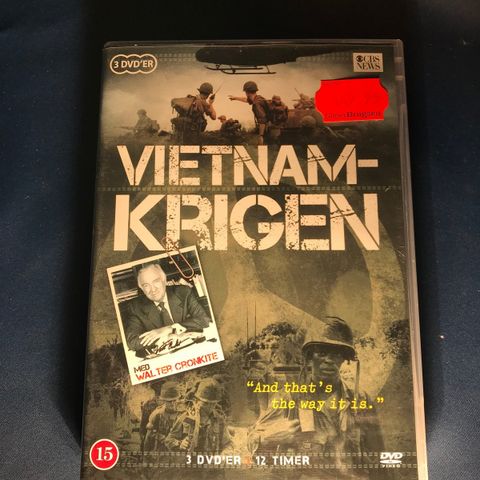 3 DVD'ER
CBS
NEWS
VIETNAM-
KRIGEN
MED
WALTER CRONKITE
"And that's
the way it is."
15
3 DVD'ER 12 TIMER
DVD
VIDEO